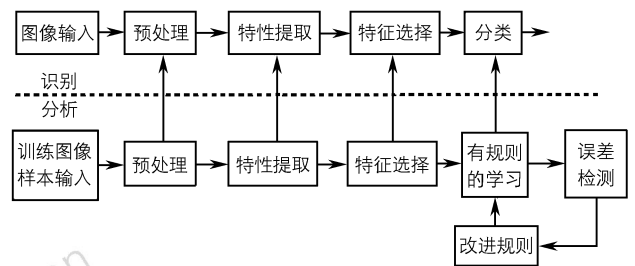 图像输入
预处理
特性提取
特征选择
分类
识别
分析
训练图像
样本输入
预处理
特性提取
特征选择
有规则
的学习
误差
检测
改进规则